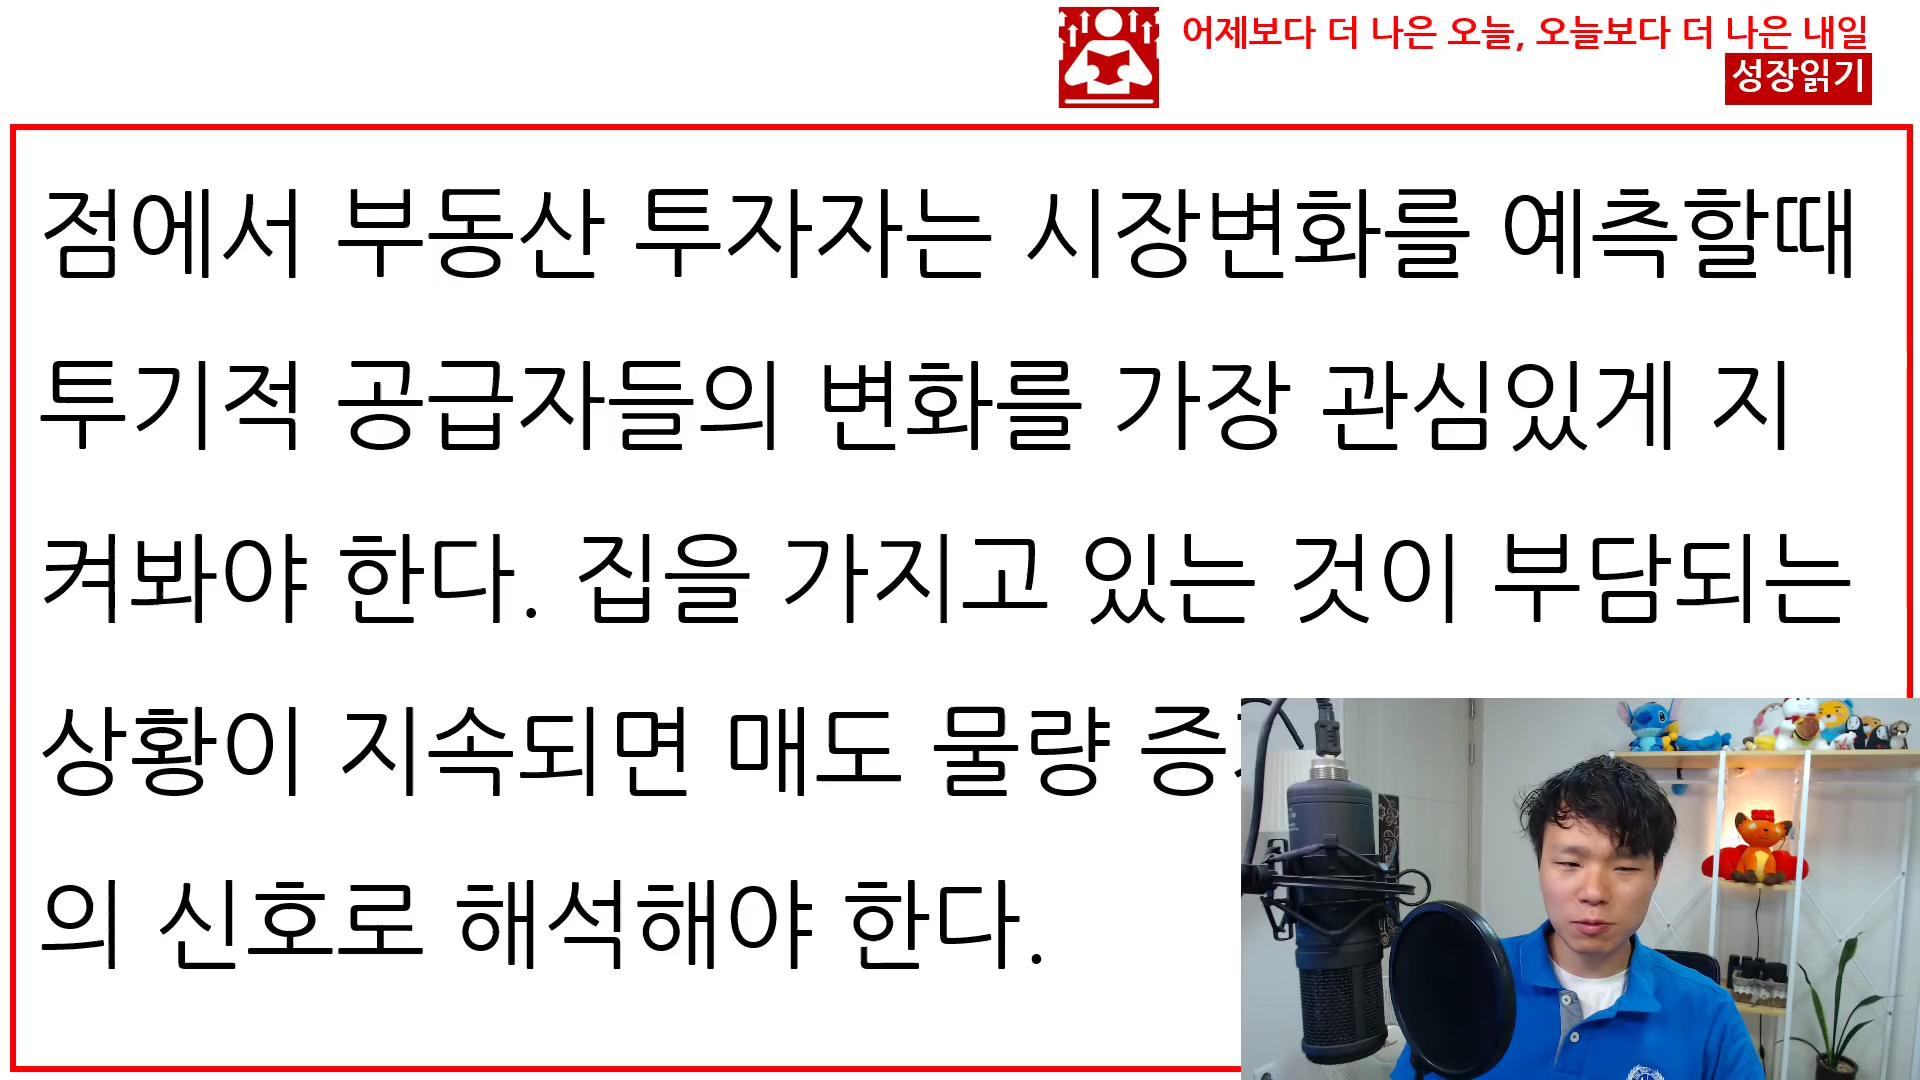 어제보다 더 나은 오늘, 오늘보다 더 나은 내일
성장읽기
점에서 부동산 투자자는 시장변화를 예측할때
투기적 공급자들의 변화를 가장 관심있게 지
켜봐야 한다. 집을 가지고 있는 것이 부담되는
상황이 지속되면 매도 물량
의 신호로 해석해야 한다.